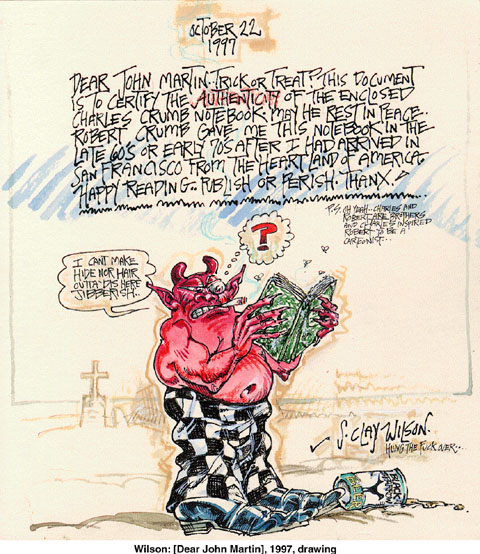 OCTOBER 22
1997
DEAR JOHN MARTIN..TRICK OR TREAT? THIS DOCUMENT
IS TO CERTIFY THE AUTHENTICITY OF THE ENCLOSED
CHARLES CRUMB NOTEBOOK. MAY HE REST IN PEACE..
ROBERT CRUMB GAVE ME THIS NOTEBOOK IN THE
LATE 60'S OR EARLY 70'S AFTER I HAD ARRIVED IN
SAN FRANCISCO FROM THE HEARTLAND OF AMERICA.
HAPPY READING.. PUBLISH OR PERISH. THANX.
P.S. OH YEAH.. CHARLES AND
ROBERT ARE BROTHERS
AND CHARLES INSPIRED
ROBERT TO BE A
CARTOONIST...
?
I CAN'T MAKE
HIDE NOR HAIR
OUTTA DIS HERE
JIBBERISH..
S. CLAY WILSON.
HUNG THE FUCK OVER...
Wilson: [Dear John Martin], 1997, drawing